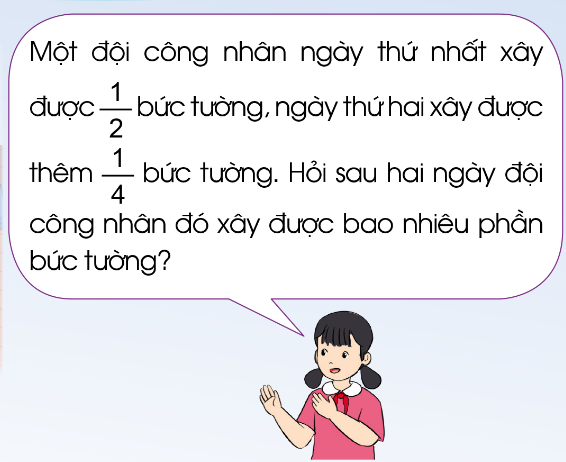 Một đội công nhân ngày thứ nhất xây
được 1/2 bức tường, ngày thứ hai xây được
thêm 1/4 bức tường. Hỏi sau hai ngày đội
công nhân đó xây được bao nhiêu phần
bức tường?